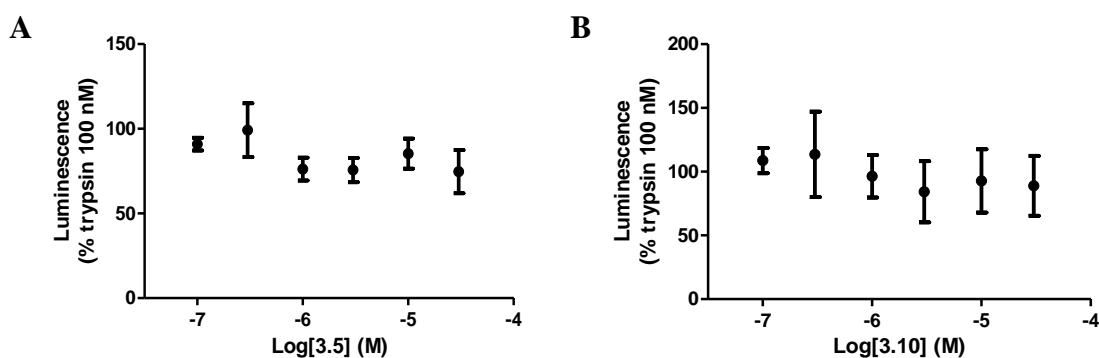 A
Luminescence
(% trypsin 100 nM)
150
100
50
0
-7
-6
-5
-4
Log[3.5] (M)
B
Luminescence
(% trypsin 100 nM)
200
150
100
50
0
-7
-6
-5
-4
Log[3.10] (M)